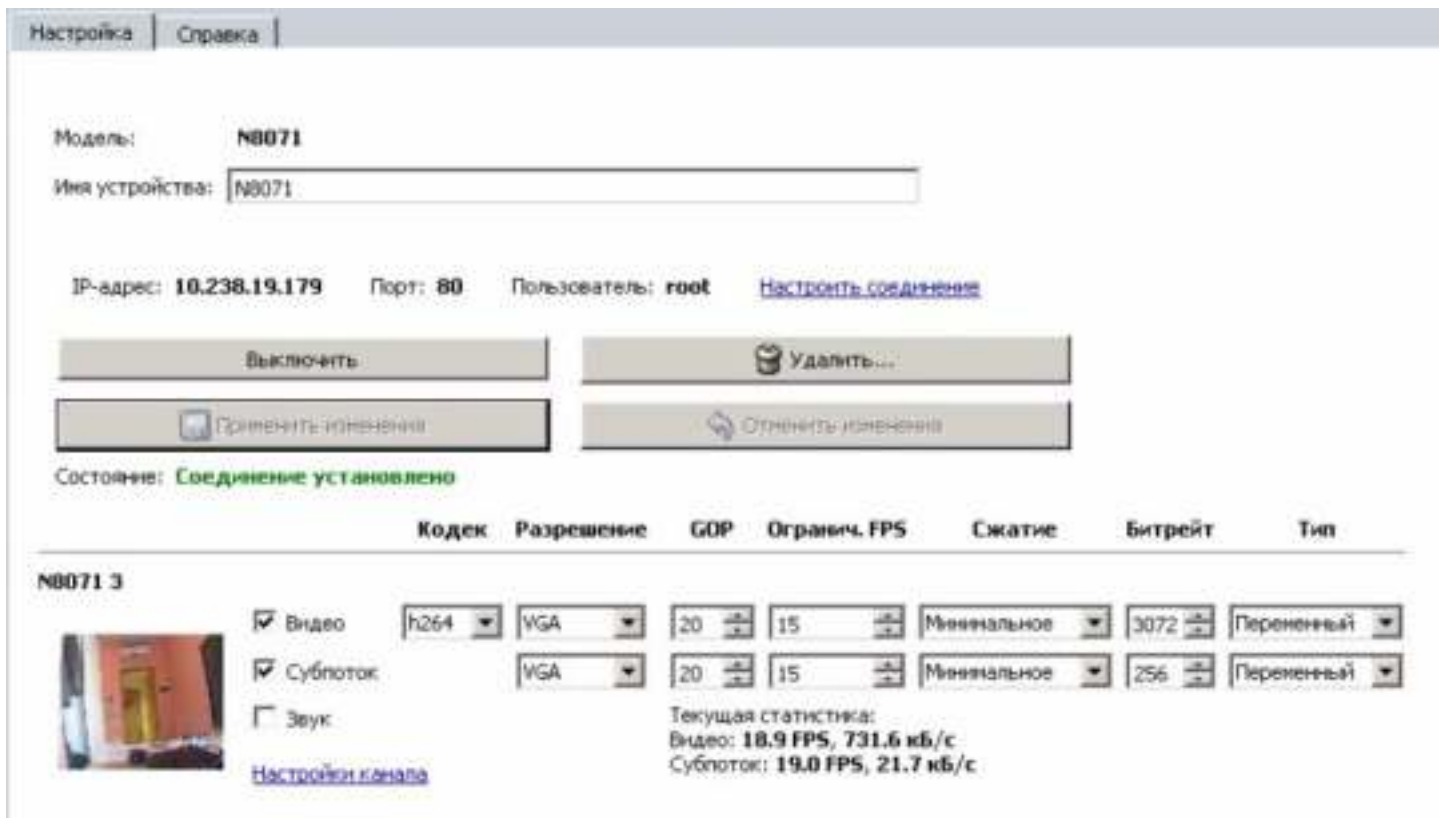 Настройка Справка
Модель: N8071
Имя устройства: N8071
IP-адрес: 10.238.19.179 Порт: 80 Пользователь: root Настроить соединение
Выключить Удалить...
Применить изменения Отменить изменения
Состояние: Соединение установлено
Кодек Разрешение GOP Огранич. FPS Сжатие Битрейт Тип
N8071 3
Видео h264 VGA 20 15 Минимальное 3072 Переменный
Субпоток VGA 20 15 Минимальное 256 Переменный
Звук
Текущая статистика:
Видео: 18.9 FPS, 731.6 кБ/с
Субпоток: 19.0 FPS, 21.7 кБ/с
Настройки канала